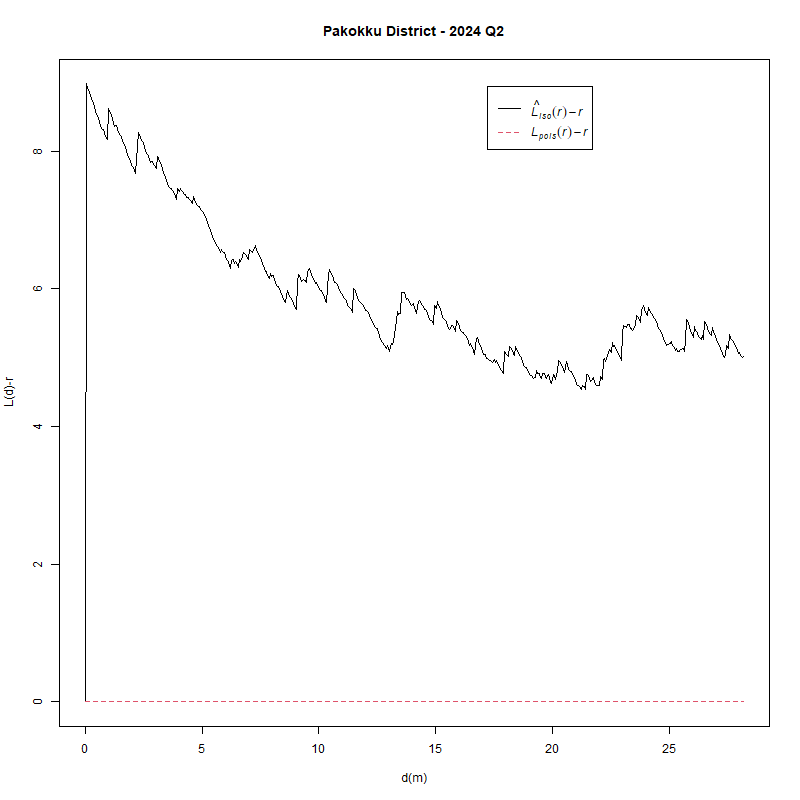 Pakokku District - 2024 Q2
L̂iso(r) − r
Lpois(r) − r
L(d)-r
8
6
4
2
0
0 5 10 15 20 25
d(m)